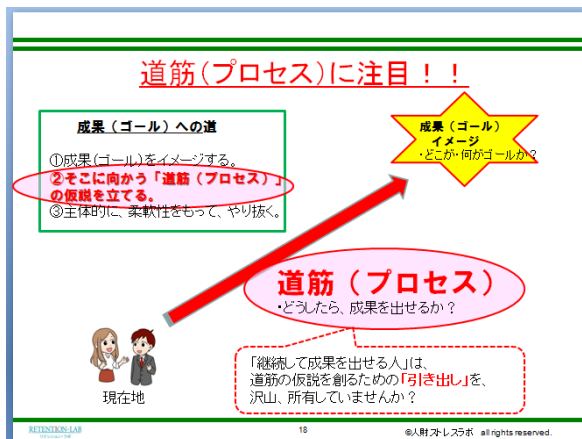 道筋(プロセス)に注目！！
成果（ゴール）への道
①成果(ゴール)をイメージする。
②そこに向かう「道筋（プロセス）」
の仮説を立てる。
③主体的に、柔軟性をもって、やり抜く。
成果（ゴール）
イメージ
・どこが・何がゴールか？
道筋（プロセス）
・どうしたら、成果を出せるか？
現在地
「継続して成果を出せる人」は、
道筋の仮説を創るための「引き出し」を、
沢山、所有していませんか？
RETENTION-LAB
18
©人財ストレスラボ all rights reserved.